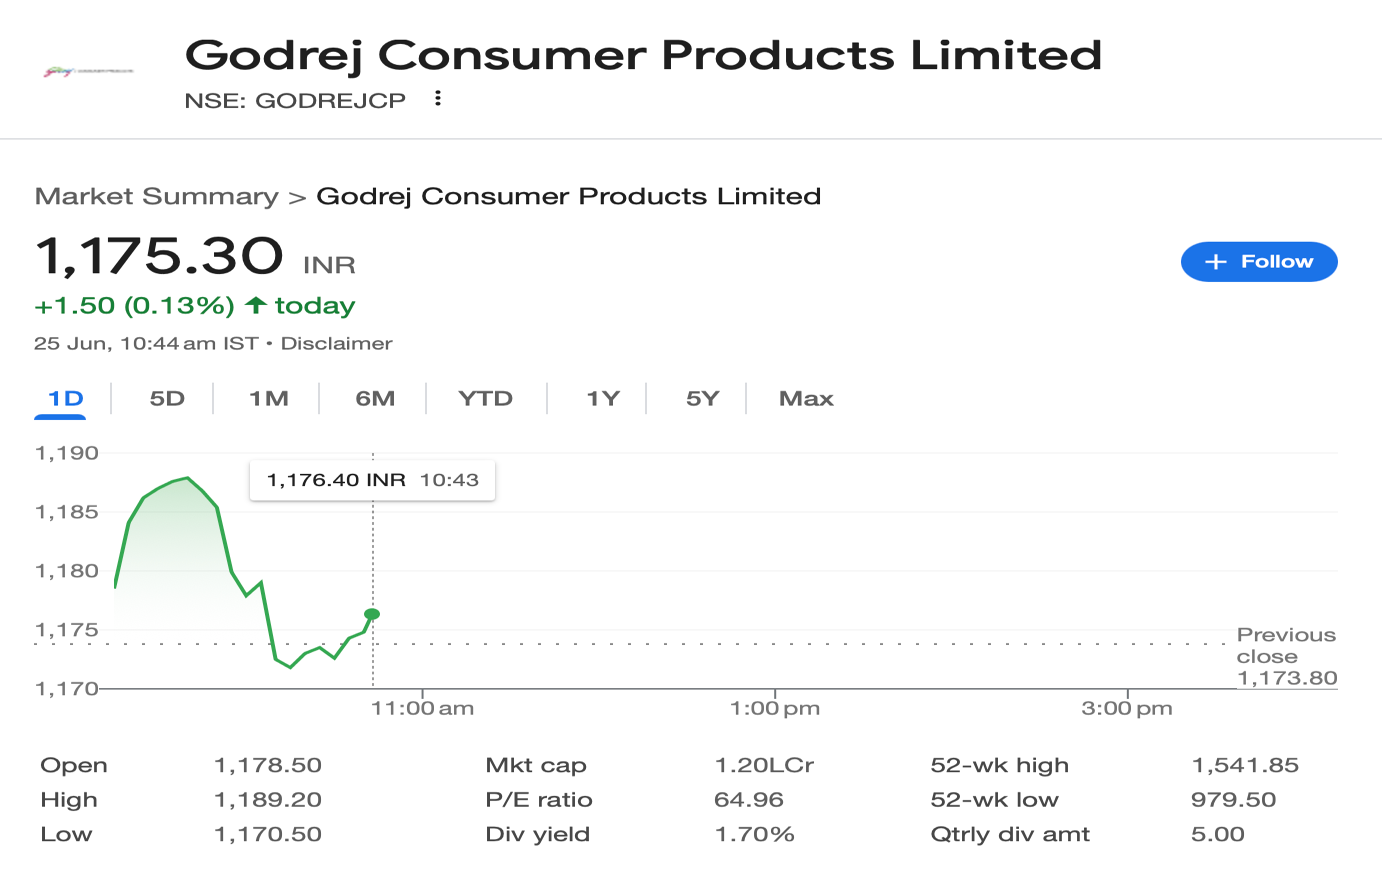 Godrej Consumer Products Limited
NSE: GODREJCP
Market Summary > Godrej Consumer Products Limited
1,175.30 INR
+ Follow
+1.50 (0.13%) ↑ today
25 Jun, 10:44 am IST • Disclaimer
1D 5D 1M 6M YTD 1Y 5Y Max
1,190
1,176.40 INR 10:43
1,185
1,180
1,175
Previous
close
1,173.80
1,170
11:00 am 1:00 pm 3:00 pm
Open 1,178.50 Mkt cap 1.20LCr 52-wk high 1,541.85
High 1,189.20 P/E ratio 64.96 52-wk low 979.50
Low 1,170.50 Div yield 1.70% Qtrly div amt 5.00